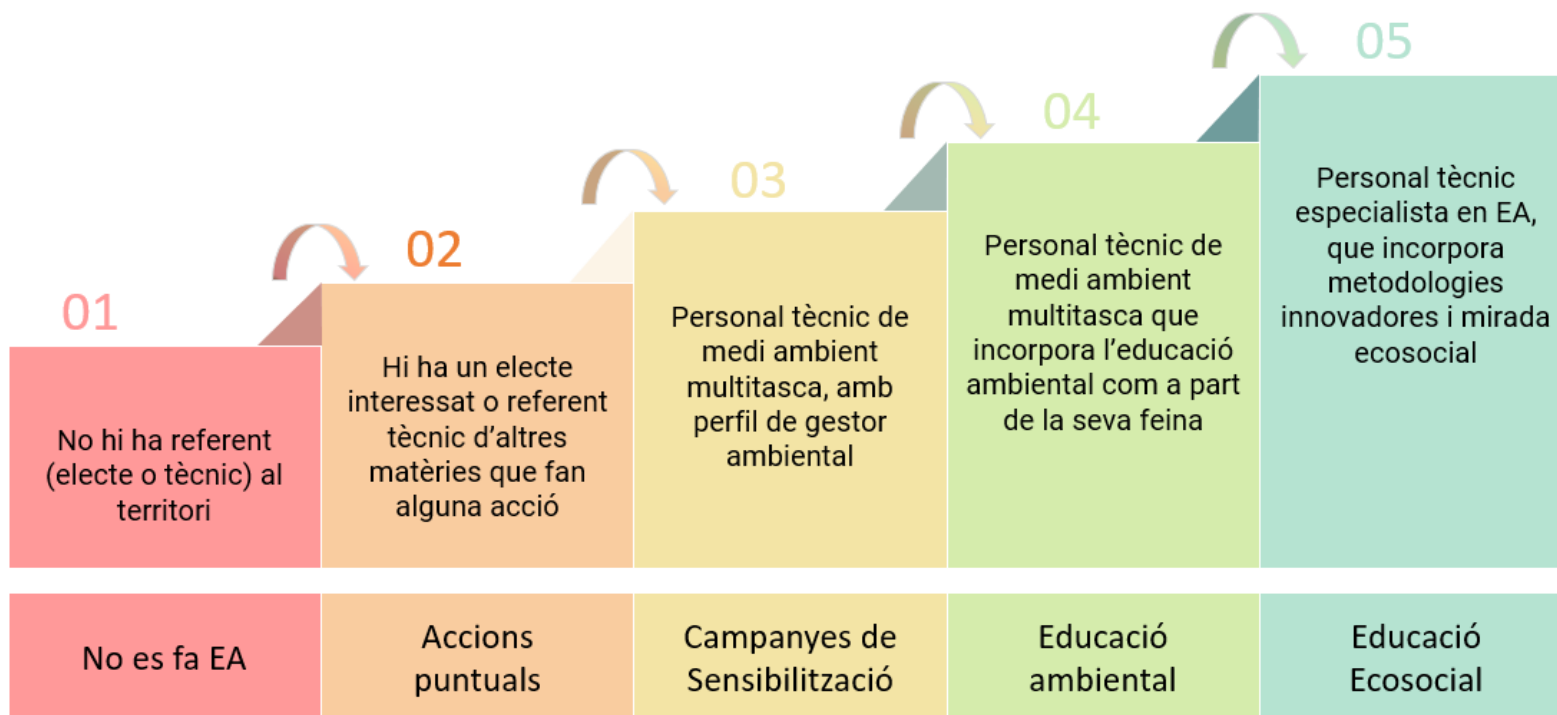 01
No hi ha referent
(electe o tècnic) al
territori
02
Hi ha un electe
interessat o referent
tècnic d’altres
matèries que fan
alguna acció
03
Personal tècnic de
medi ambient
multitasca, amb
perfil de gestor
ambiental
04
Personal tècnic de
medi ambient
multitasca que
incorpora l’educació
ambiental com a part
de la seva feina
05
Personal tècnic
especialista en EA,
que incorpora
metodologies
innovadores i mirada
ecosocial
No es fa EA
Accions
puntuals
Campanyes de
Sensibilització
Educació
ambiental
Educació
Ecosocial